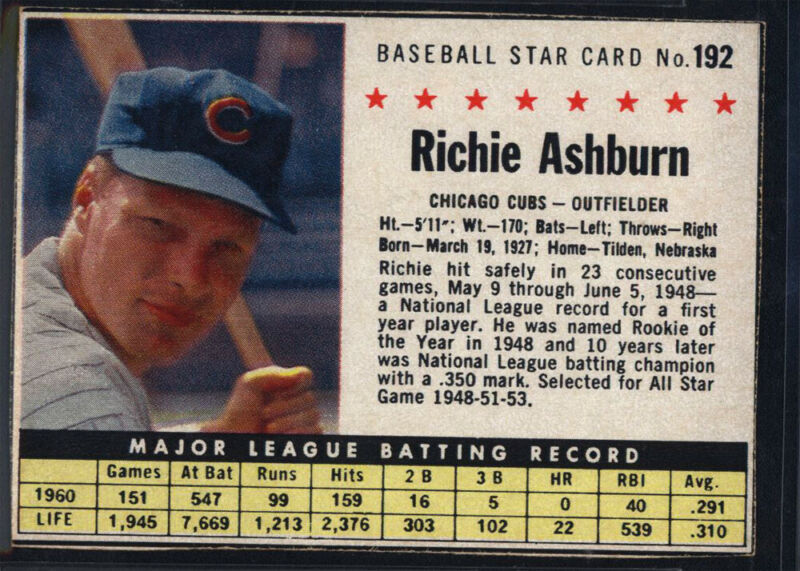 C
BASEBALL STAR CARD No. 192
Richie Ashburn
CHICAGO CUBS — OUTFIELDER
Ht.—5'11"; Wt.—170; Bats—Left; Throws—Right
Born—March 19, 1927; Home—Tilden, Nebraska
Richie hit safely in 23 consecutive
games, May 9 through June 5, 1948—
a National League record for a first
year player. He was named Rookie of
the Year in 1948 and 10 years later
was National League batting champion
with a .350 mark. Selected for All Star
Game 1948-51-53.
MAJOR LEAGUE BATTING RECORD
Games At Bat Runs Hits 2 B 3 B HR RBI Avg.
1960 151 547 99 159 16 5 0 40 .291
LIFE 1,945 7,669 1,213 2,376 303 102 22 539 .310